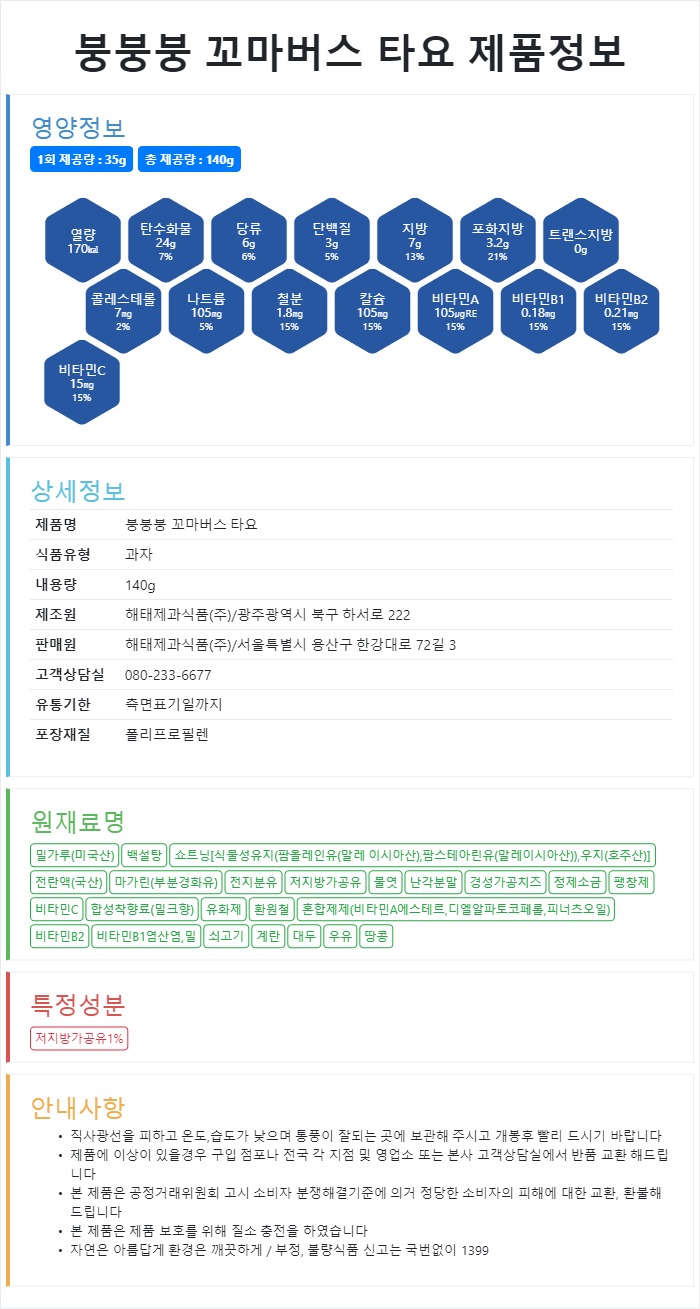 붕붕붕 꼬마버스 타요 제품정보
영양정보
1회 제공량 : 35g 총 제공량 : 140g
열량 170㎉
탄수화물 24g 7%
당류 6g 6%
단백질 3g 5%
지방 7g 13%
포화지방 3.2g 21%
트랜스지방 0g
콜레스테롤 7㎎ 2%
나트륨 105㎎ 5%
철분 1.8㎎ 15%
칼슘 105㎎ 15%
비타민A 105㎍RE 15%
비타민B1 0.18㎎ 15%
비타민B2 0.21㎎ 15%
비타민C 15㎎ 15%
상세정보
제품명 붕붕붕 꼬마버스 타요
식품유형 과자
내용량 140g
제조원 해태제과식품(주)/광주광역시 북구 하서로 222
판매원 해태제과식품(주)/서울특별시 용산구 한강대로 72길 3
고객상담실 080-233-6677
유통기한 측면표기일까지
포장재질 폴리프로필렌
원재료명
밀가루(미국산) 백설탕 쇼트닝[식물성유지(팜올레인유(말레 이시아산),팜스테아린유(말레이시아산)),우지(호주산)]
전란액(국산) 마가린(부분경화유) 전지분유 저지방가공유 물엿 난각분말 경성가공치즈 정제소금 팽창제
비타민C 합성착향료(밀크향) 유화제 환원철 혼합제제(비타민A에스테르,디엘알파토코페롤,피너츠오일)
비타민B2 비타민B1염산염,밀 쇠고기 계란 대두 우유 땅콩
특정성분
저지방가공유1%
안내사항
• 직사광선을 피하고 온도,습도가 낮으며 통풍이 잘되는 곳에 보관해 주시고 개봉후 빨리 드시기 바랍니다
• 제품에 이상이 있을경우 구입 점포나 전국 각 지점 및 영업소 또는 본사 고객상담실에서 반품 교환 해드립
니다
• 본 제품은 공정거래위원회 고시 소비자 분쟁해결기준에 의거 정당한 소비자의 피해에 대한 교환, 환불해
드립니다
• 본 제품은 제품 보호를 위해 질소 충전을 하였습니다
• 자연은 아름답게 환경은 깨끗하게 / 부정, 불량식품 신고는 국번없이 1399